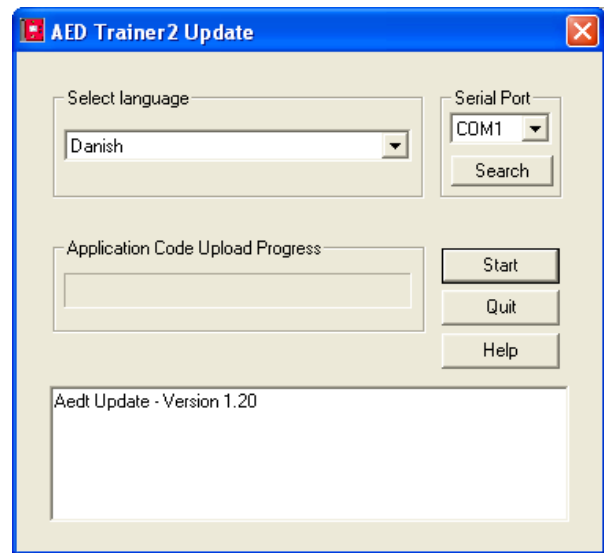 AED Trainer2 Update
Select language
Danish
Serial Port
COM1
Search
Application Code Upload Progress
Start
Quit
Help
Aedt Update - Version 1.20